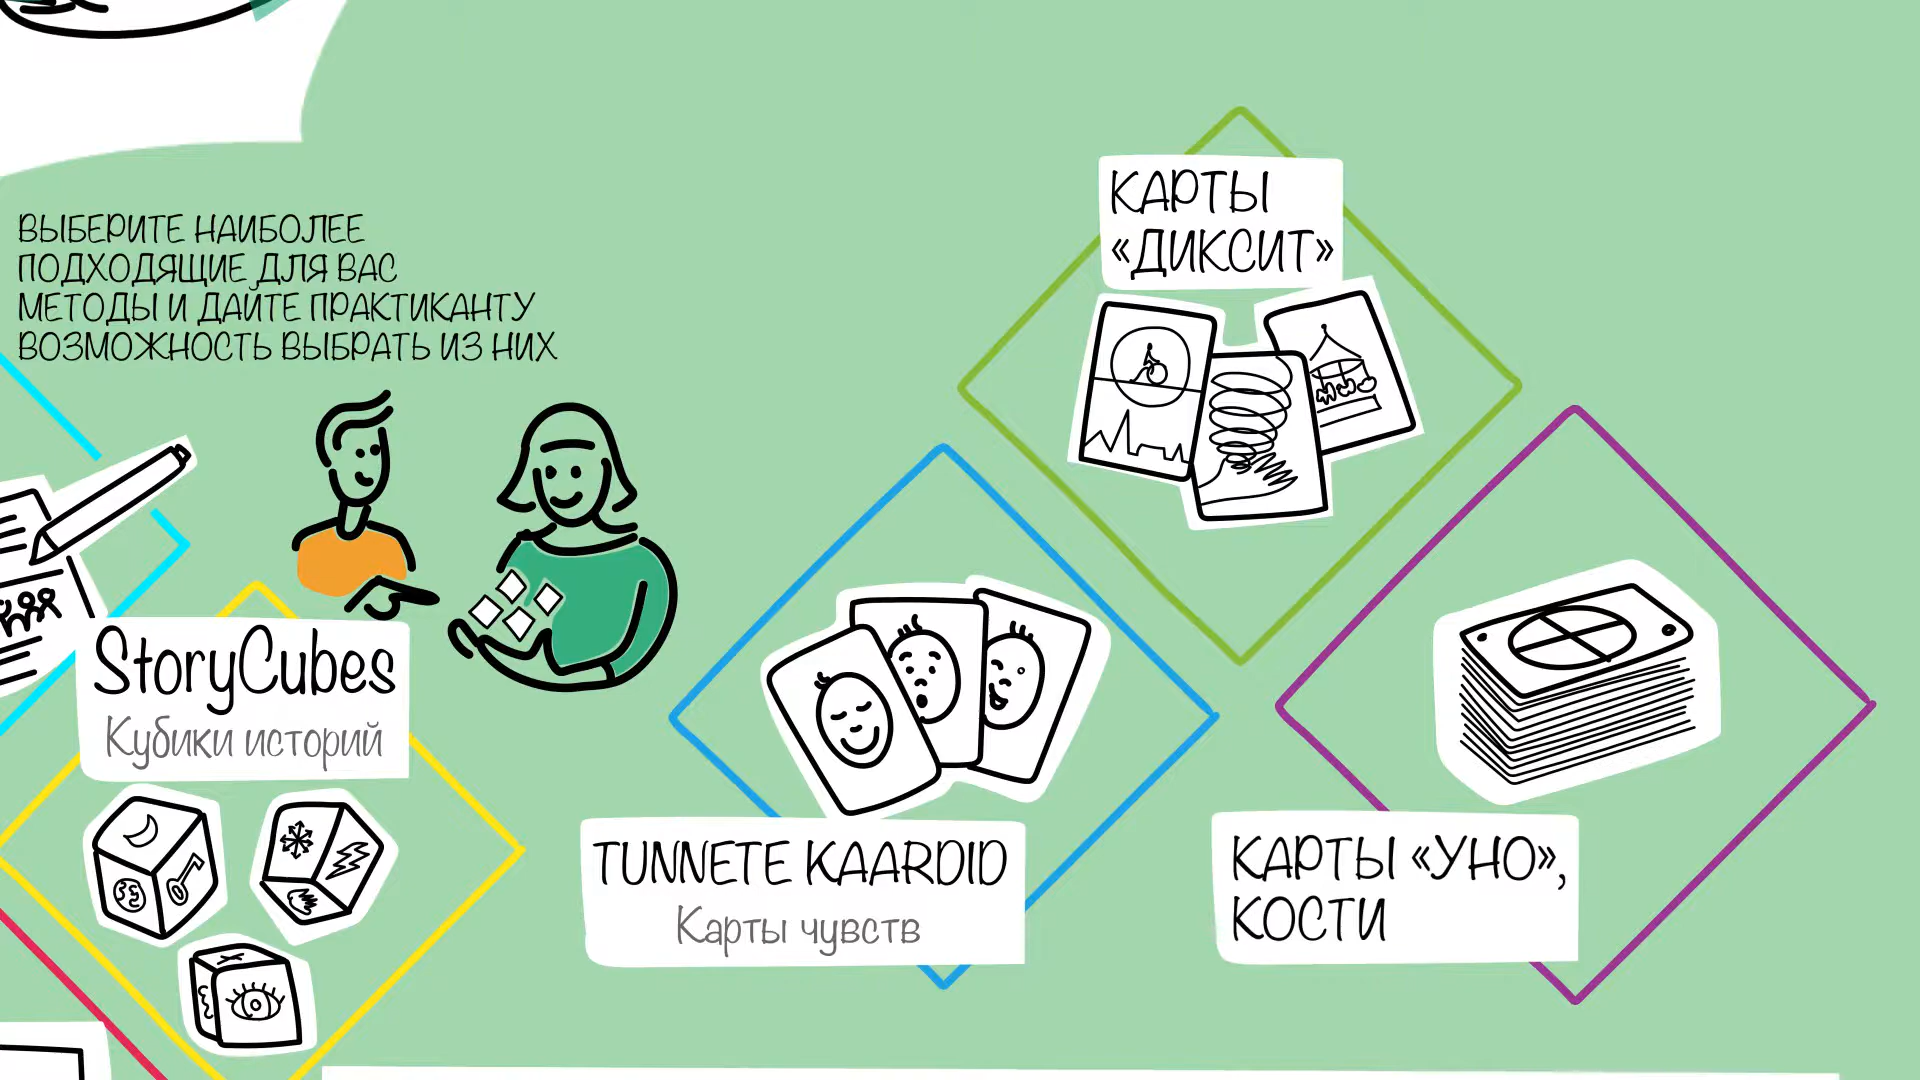 ВЫБЕРИТЕ НАИБОЛЕЕ
ПОДХОДЯЩИЕ ДЛЯ ВАС
МЕТОДЫ И ДАЙТЕ ПРАКТИКАНТУ
ВОЗМОЖНОСТЬ ВЫБРАТЬ ИЗ НИХ
КАРТЫ
«ДИКСИТ»
StoryCubes
Кубики историй
TUNNETE KAARDID
Карты чувств
КАРТЫ «УНО»,
КОСТИ